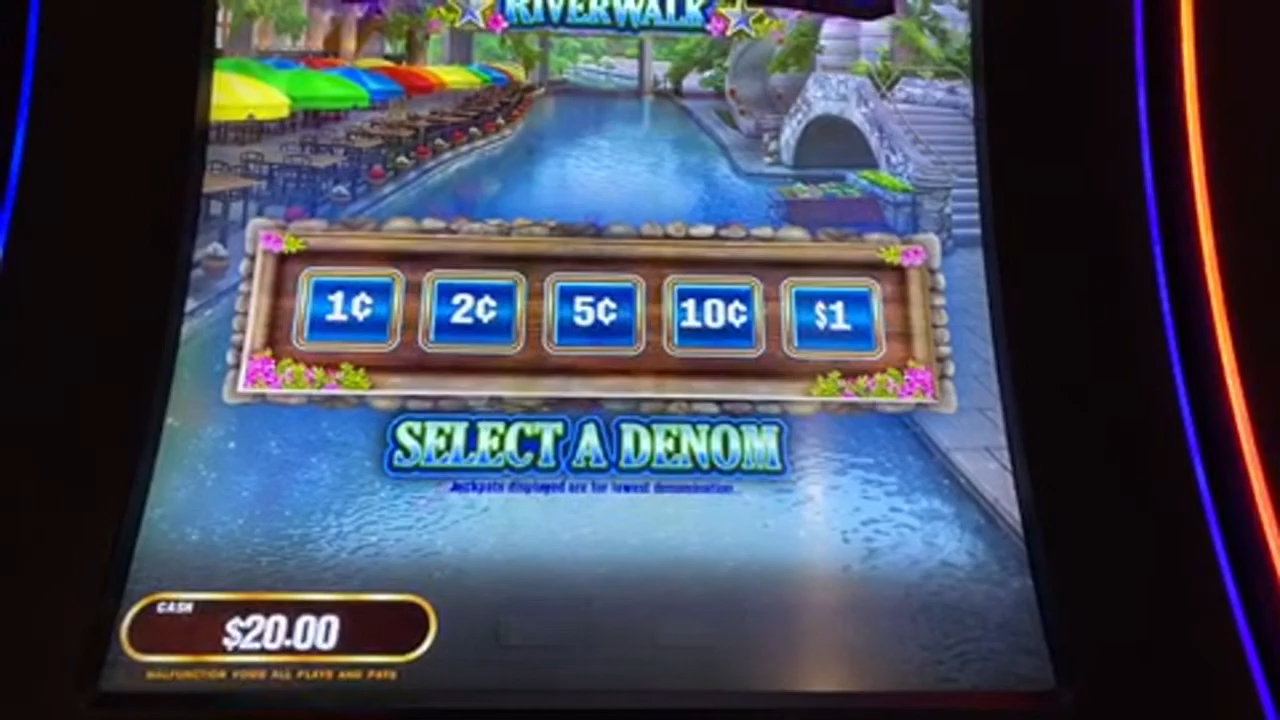 RIVERWALK
1¢ 2¢ 5¢ 10¢ $1
SELECT A DENOM
Jackpots displayed are for lowest denomination
CASH
$20.00
MALFUNCTION VOIDS ALL PLAYS AND PAYS